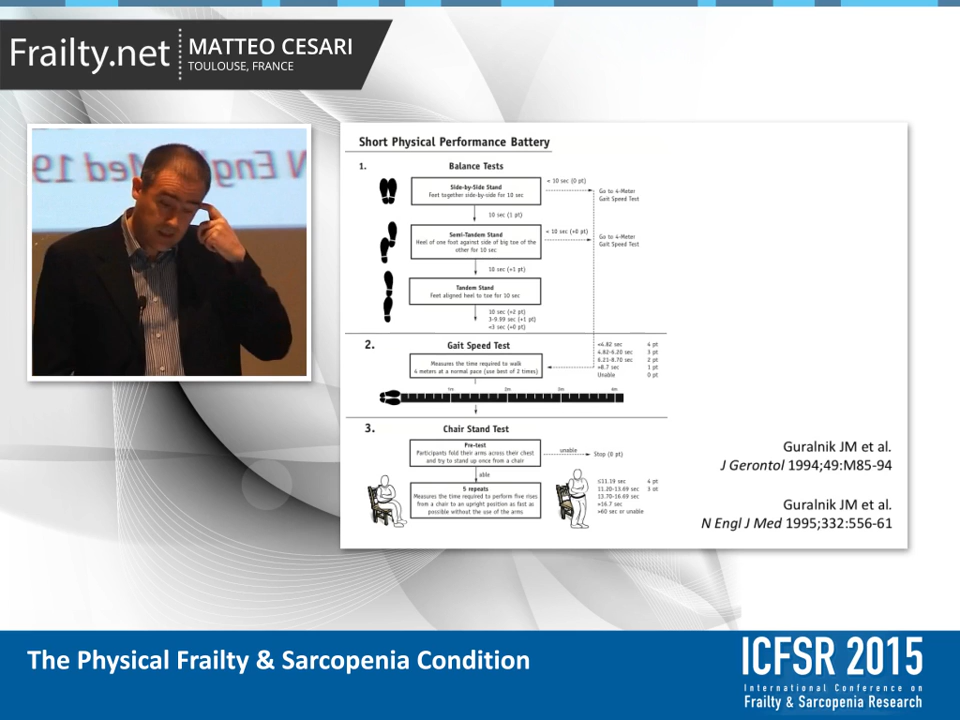 Frailty.net
MATTEO CESARI
TOULOUSE, FRANCE
N Engl Med 19
Short Physical Performance Battery
1.
Balance Tests
Side-by-Side Stand
Feet together side-by-side for 10 sec
< 10 sec (0 pt)
Go to 4-Meter
Gait Speed Test
10 sec (1 pt)
Semi-Tandem Stand
Heel of one foot against side of big toe of the
other for 10 sec
< 10 sec (+0 pt)
Go to 4-Meter
Gait Speed Test
10 sec (+1 pt)
Tandem Stand
Feet aligned heel to toe for 10 sec
10 sec (+2 pt)
3-9.99 sec (+1 pt)
<3 sec (+0 pt)
2.
Gait Speed Test
Measures the time required to walk
4 meters at a normal pace (use best of 2 times)
<4.82 sec 4 pt
4.82-6.20 sec 3 pt
6.21-8.70 sec 2 pt
>8.7 sec 1 pt
Unable 0 pt
1m 2m 3m 4m
3.
Chair Stand Test
Pre-test
Participants fold their arms across their chest
and try to stand up once from a chair
unable
Stop (0 pt)
able
5 repeats
Measures the time required to perform five rises
from a chair to an upright position as fast as
possible without the use of the arms
≤11.19 sec 4 pt
11.20-13.69 sec 3 pt
13.70-16.69 sec
>16.7 sec
>60 sec or unable
Guralnik JM et al.
J Gerontol 1994;49:M85-94
Guralnik JM et al.
N Engl J Med 1995;332:556-61
The Physical Frailty & Sarcopenia Condition
ICFSR 2015
International Conference on
Frailty & Sarcopenia Research